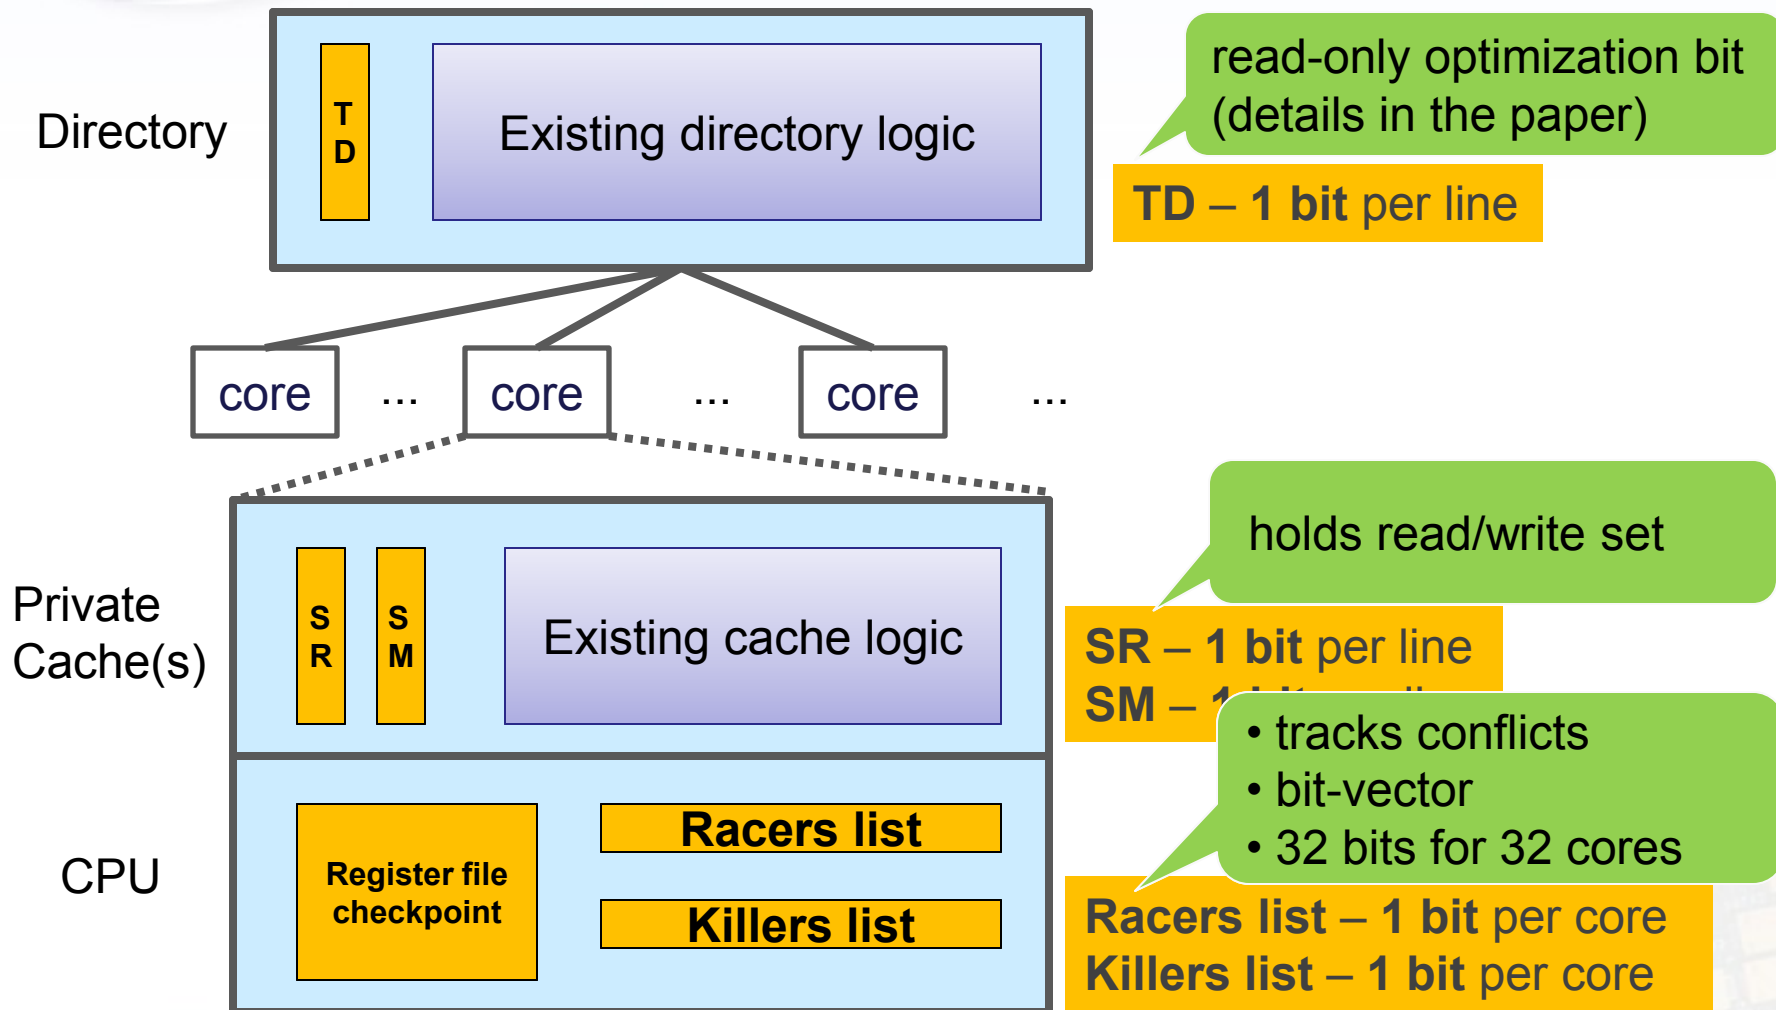 Directory
T
D
Existing directory logic
read-only optimization bit
(details in the paper)
TD – 1 bit per line
core
...
core
...
core
...
Private
Cache(s)
S
R
S
M
Existing cache logic
holds read/write set
SR – 1 bit per line
SM – 1
• tracks conflicts
• bit-vector
• 32 bits for 32 cores
CPU
Register file
checkpoint
Racers list
Killers list
Racers list – 1 bit per core
Killers list – 1 bit per core